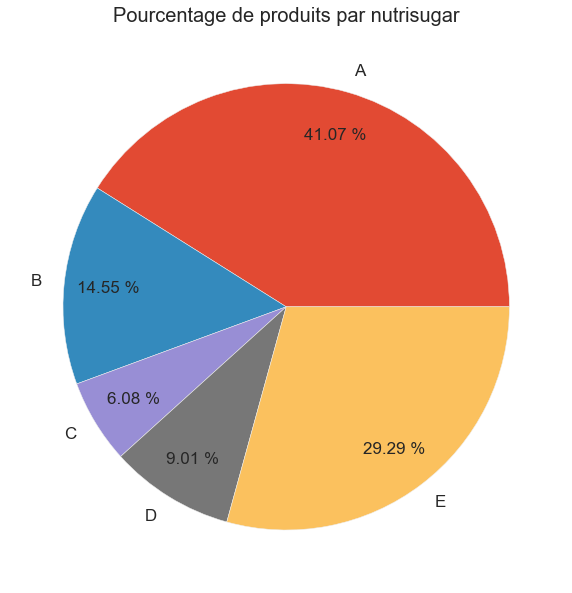 Pourcentage de produits par nutrisugar
A
41.07 %
B
14.55 %
C
6.08 %
D
9.01 %
E
29.29 %